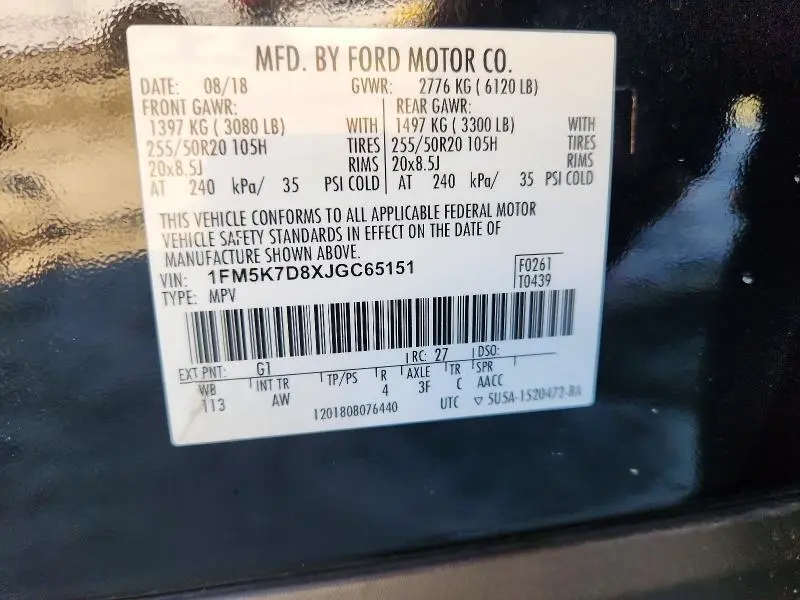 MFD. BY FORD MOTOR CO.
DATE: 08/18 GVWR: 2776 KG ( 6120 LB)
FRONT GAWR: REAR GAWR:
1397 KG ( 3080 LB) WITH 1497 KG ( 3300 LB) WITH
255/50R20 105H TIRES 255/50R20 105H TIRES
20x8.5J RIMS 20x8.5J RIMS
AT 240 kPa/ 35 PSI COLD AT 240 kPa/ 35 PSI COLD
THIS VEHICLE CONFORMS TO ALL APPLICABLE FEDERAL MOTOR
VEHICLE SAFETY STANDARDS IN EFFECT ON THE DATE OF
MANUFACTURE SHOWN ABOVE.
VIN: 1FM5K7D8XJGC65151 F0261
TYPE: MPV T0439
EXT PNT: G1 RC: 27 DSO:
WB INT TR TP/PS R AXLE TR SPR
113 AW 4 3F C AACC
1201808076440 UTC ▽ 5U5A-1520472-BA